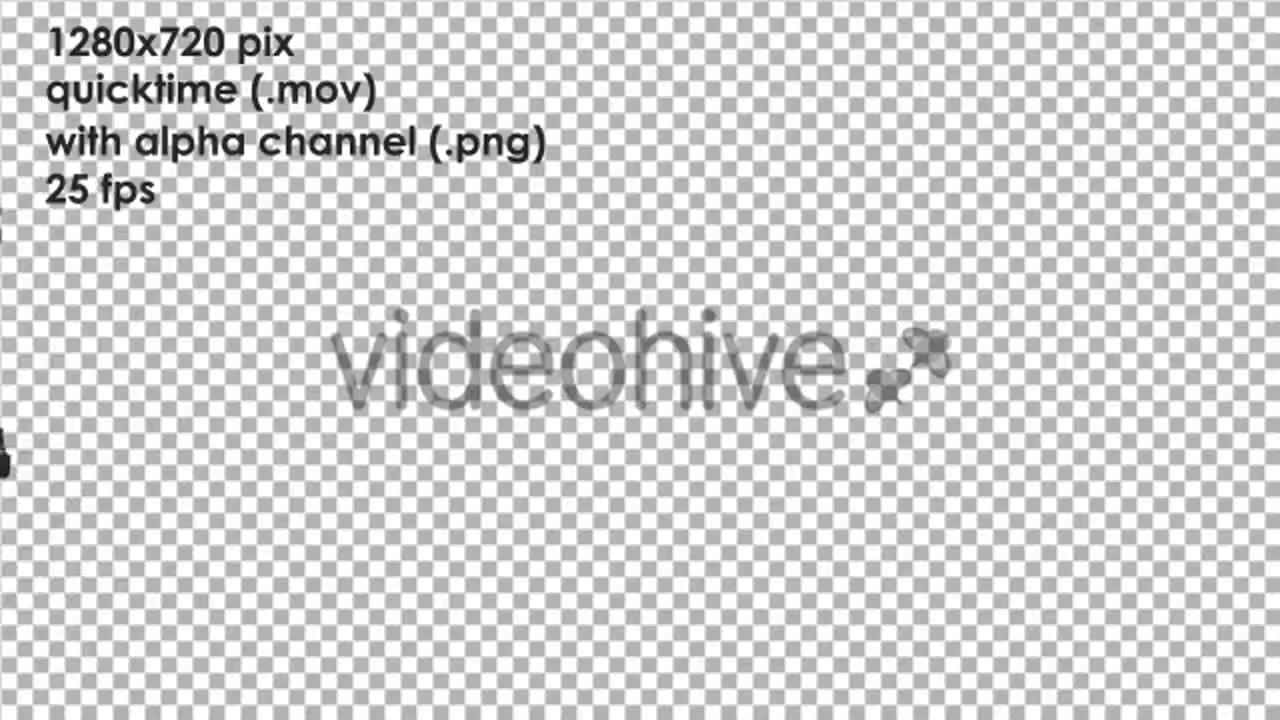 1280x720 pix
quicktime (.mov)
with alpha channel (.png)
25 fps
videohive